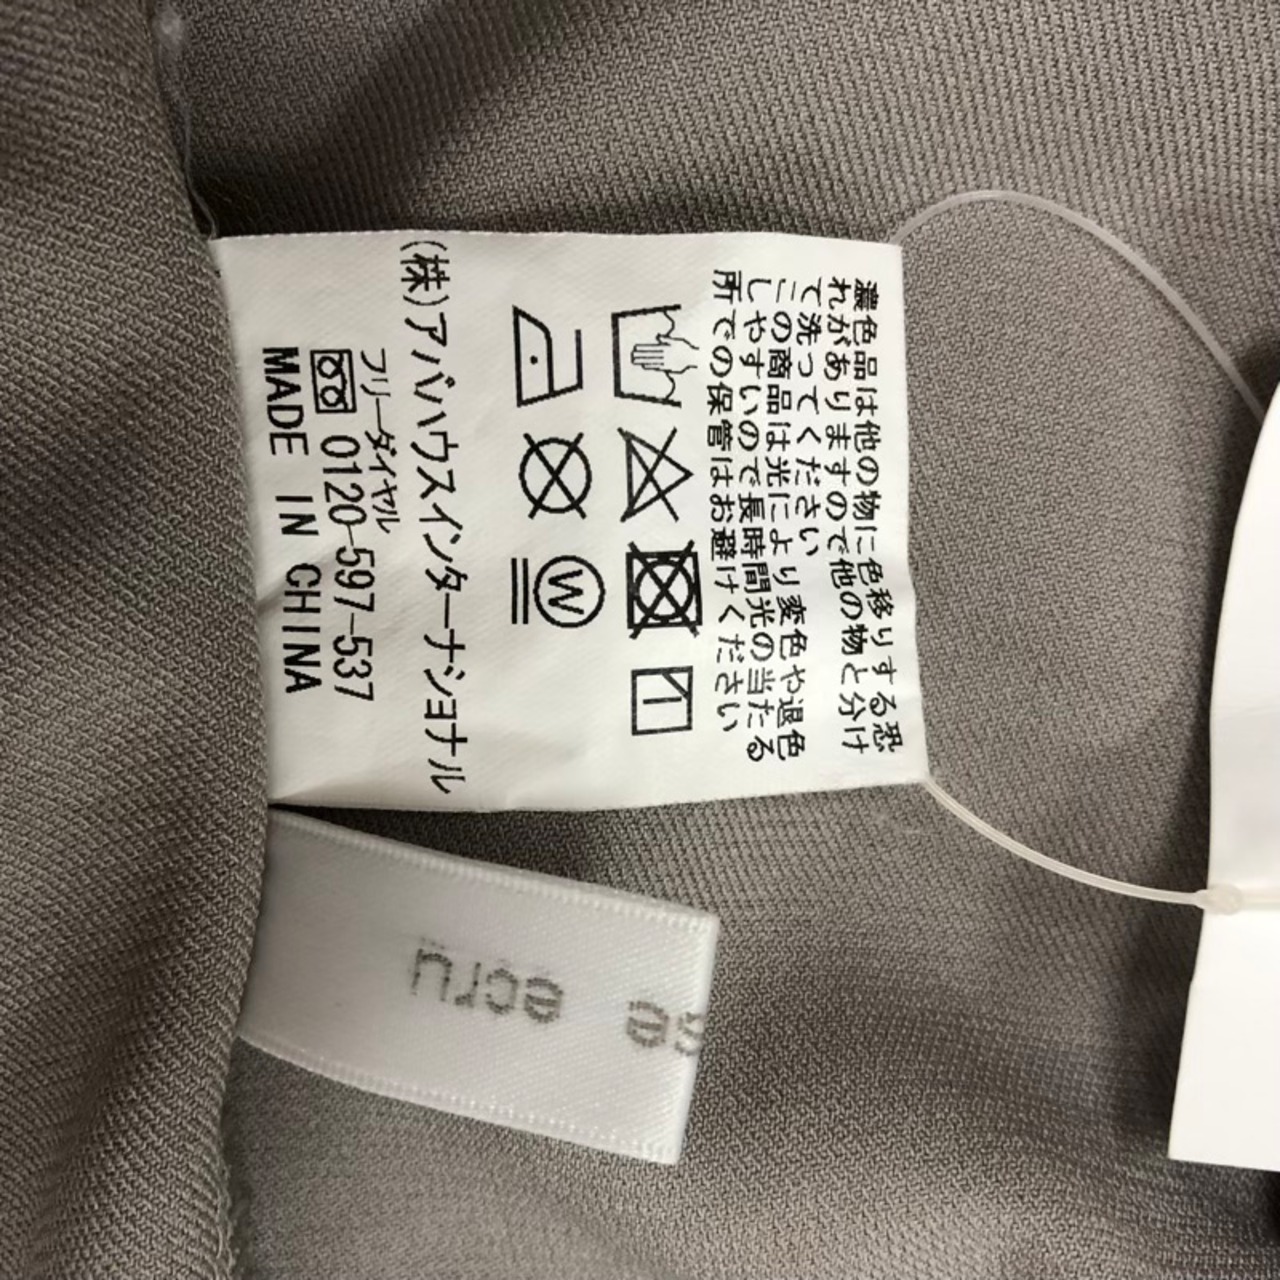 濃色品は他の物に色移りする恐
れがありますので他の物と分け
て洗ってください
この商品は光により変色や退色
しやすいので長時間光の当たる
所での保管はお避けください
W
(株)アバハウスインターナショナル
フリーダイヤル
0120-597-537
MADE IN CHINA
se
ecru